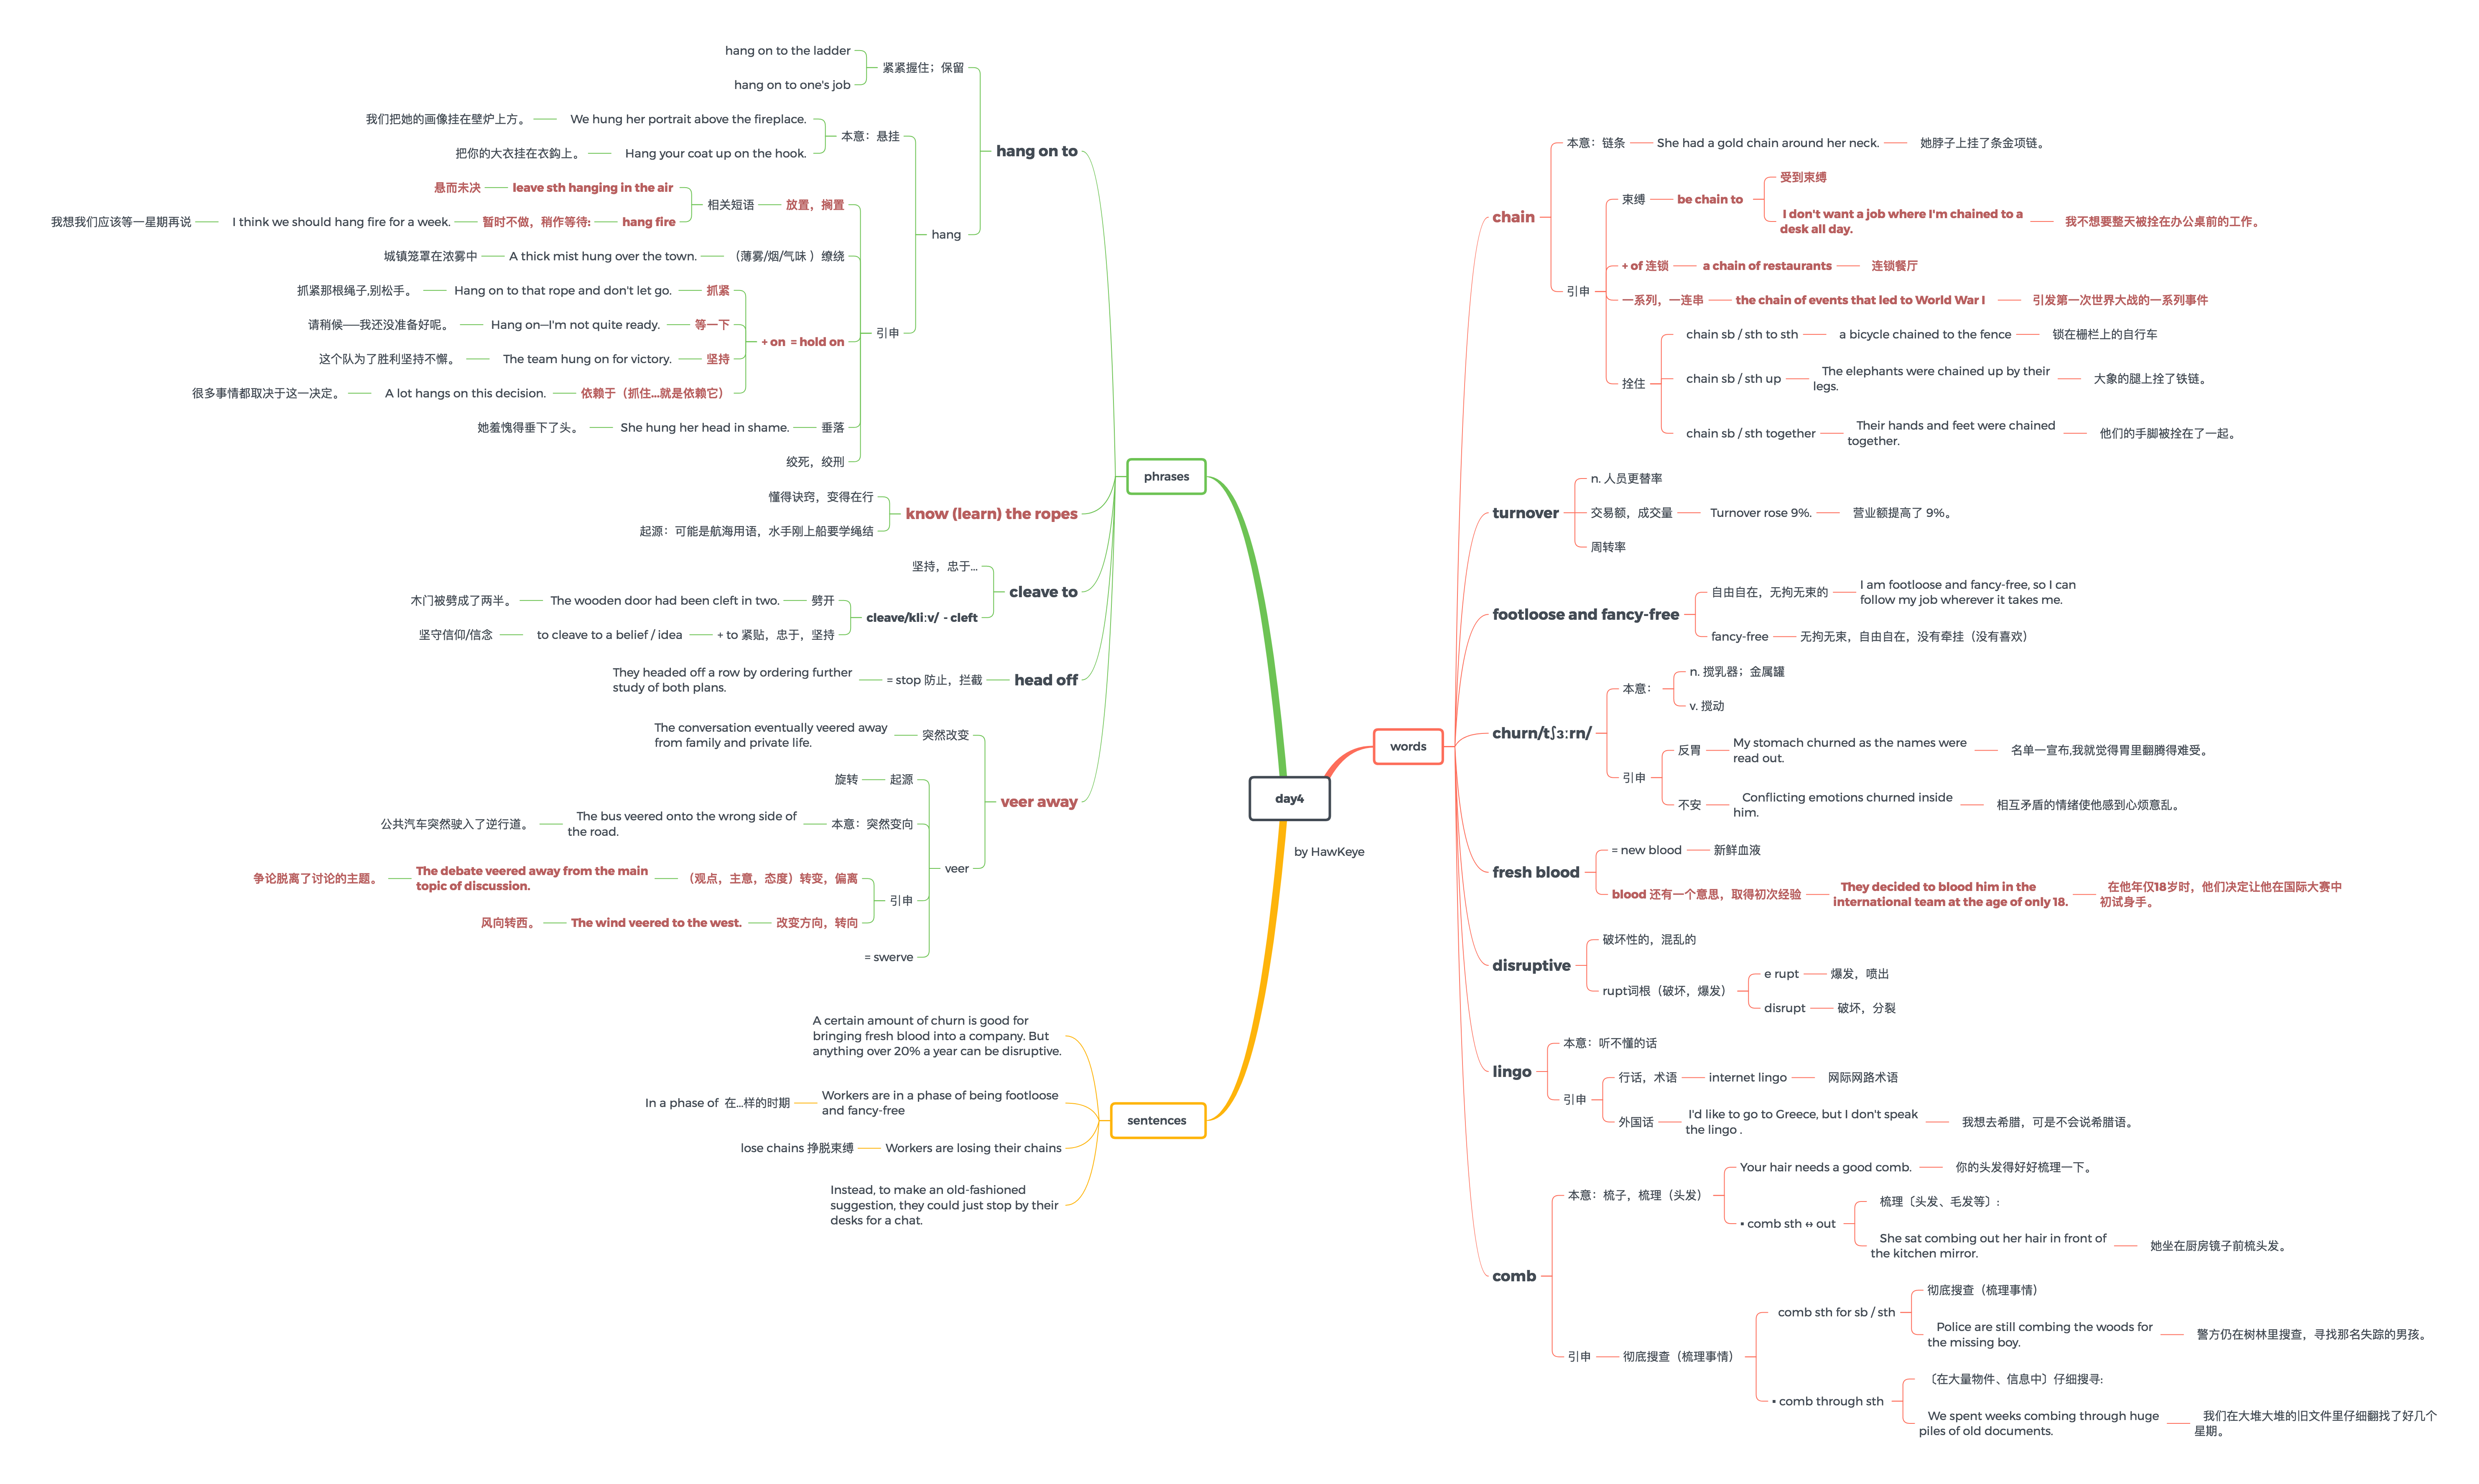 day4
by HawKeye
words
chain
本意：链条
She had a gold chain around her neck.
她脖子上挂了条金项链。
引申
束缚
be chain to
受到束缚
I don't want a job where I'm chained to a
desk all day.
我不想要整天被拴在办公桌前的工作。
+ of 连锁
a chain of restaurants
连锁餐厅
一系列，一连串
the chain of events that led to World War I
引发第一次世界大战的一系列事件
拴住
chain sb / sth to sth
a bicycle chained to the fence
锁在栅栏上的自行车
chain sb / sth up
The elephants were chained up by their
legs.
大象的腿上拴了铁链。
chain sb / sth together
Their hands and feet were chained
together.
他们的手脚被拴在了一起。
turnover
n. 人员更替率
交易额，成交量
Turnover rose 9%.
营业额提高了 9%。
周转率
footloose and fancy-free
自由自在，无拘无束的
I am footloose and fancy-free, so I can
follow my job wherever it takes me.
fancy-free
无拘无束，自由自在，没有牵挂（没有喜欢）
churn/tʃɜːrn/
本意：
n. 搅乳器；金属罐
v. 搅动
引申
反胃
My stomach churned as the names were
read out.
名单一宣布,我就觉得胃里翻腾得难受。
不安
Conflicting emotions churned inside
him.
相互矛盾的情绪使他感到心烦意乱。
fresh blood
= new blood
新鲜血液
blood 还有一个意思，取得初次经验
They decided to blood him in the
international team at the age of only 18.
在他年仅18岁时，他们决定让他在国际大赛中
初试身手。
disruptive
破坏性的，混乱的
rupt词根（破坏，爆发）
e rupt
爆发，喷出
disrupt
破坏，分裂
lingo
本意：听不懂的话
引申
行话，术语
internet lingo
网际网路术语
外国话
I'd like to go to Greece, but I don't speak
the lingo .
我想去希腊，可是不会说希腊语。
comb
本意：梳子，梳理（头发）
Your hair needs a good comb.
你的头发得好好梳理一下。
▪ comb sth ↔ out
梳理〔头发、毛发等〕:
She sat combing out her hair in front of
the kitchen mirror.
她坐在厨房镜子前梳头发。
引申
彻底搜查（梳理事情）
comb sth for sb / sth
彻底搜查（梳理事情）
Police are still combing the woods for
the missing boy.
警方仍在树林里搜查，寻找那名失踪的男孩。
▪ comb through sth
〔在大量物件、信息中〕仔细搜寻:
We spent weeks combing through huge
piles of old documents.
我们在大堆大堆的旧文件里仔细翻找了好几个
星期。
phrases
hang on to
紧紧握住；保留
hang on to the ladder
hang on to one's job
hang
本意：悬挂
We hung her portrait above the fireplace.
我们把她的画像挂在壁炉上方。
Hang your coat up on the hook.
把你的大衣挂在衣鈎上。
引申
放置，搁置
相关短语
leave sth hanging in the air
悬而未决
hang fire
暂时不做，稍作等待:
I think we should hang fire for a week.
我想我们应该等一星期再说
（薄雾/烟/气味 ）缭绕
A thick mist hung over the town.
城镇笼罩在浓雾中
+ on = hold on
抓紧
Hang on to that rope and don't let go.
抓紧那根绳子,别松手。
等一下
Hang on—I'm not quite ready.
请稍候──我还没准备好呢。
坚持
The team hung on for victory.
这个队为了胜利坚持不懈。
依赖于（抓住...就是依赖它）
A lot hangs on this decision.
很多事情都取决于这一决定。
垂落
She hung her head in shame.
她羞愧得垂下了头。
绞死，绞刑
know (learn) the ropes
懂得诀窍，变得在行
起源：可能是航海用语，水手刚上船要学绳结
cleave to
坚持，忠于...
cleave/kliːv/ - cleft
劈开
The wooden door had been cleft in two.
木门被劈成了两半。
+ to 紧贴，忠于，坚持
to cleave to a belief / idea
坚守信仰/信念
head off
= stop 防止，拦截
They headed off a row by ordering further
study of both plans.
veer away
突然改变
The conversation eventually veered away
from family and private life.
veer
起源
旋转
本意：突然变向
The bus veered onto the wrong side of
the road.
公共汽车突然驶入了逆行道。
引申
（观点，主意，态度）转变，偏离
The debate veered away from the main
topic of discussion.
争论脱离了讨论的主题。
改变方向，转向
The wind veered to the west.
风向转西。
= swerve
sentences
A certain amount of churn is good for
bringing fresh blood into a company. But
anything over 20% a year can be disruptive.
Workers are in a phase of being footloose
and fancy-free
In a phase of 在...样的时期
Workers are losing their chains
lose chains 挣脱束缚
Instead, to make an old-fashioned
suggestion, they could just stop by their
desks for a chat.